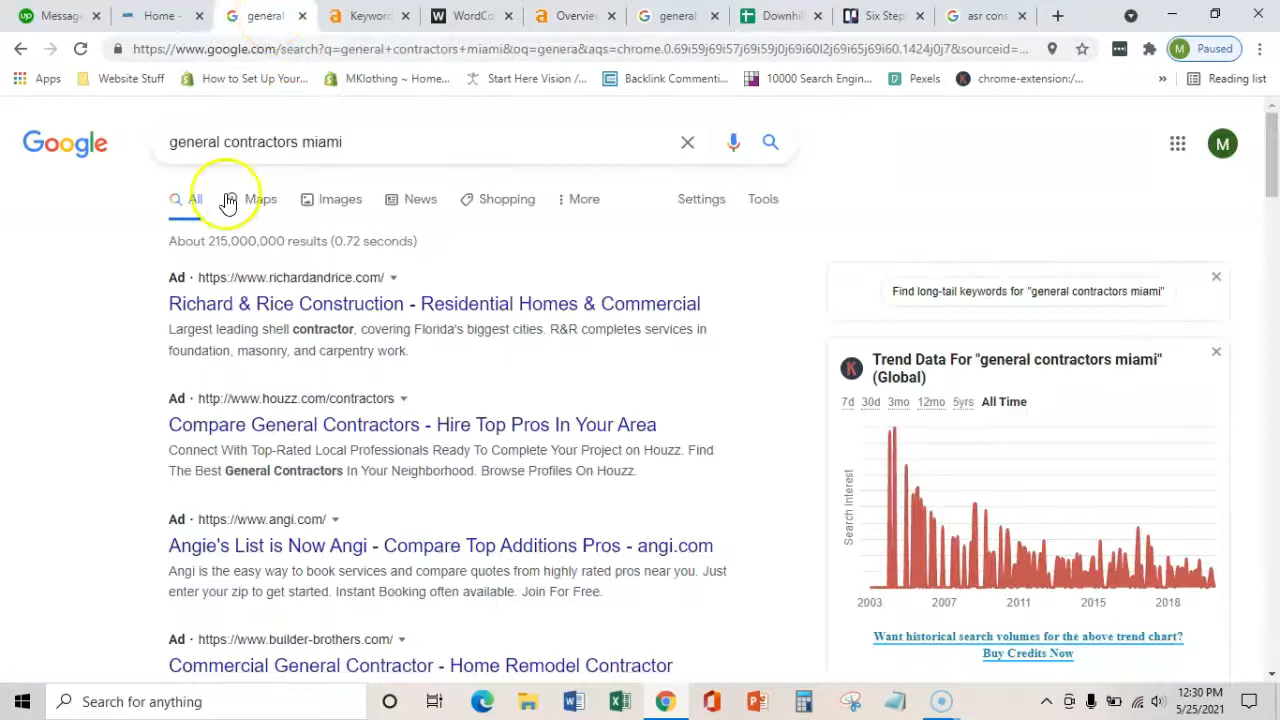 Home -
general
Keyword
WordCo
Overview
general
Downhil
Six Step
asr cons
https://www.google.com/search?q=general+contractors+miami&oq=genera&aqs=chrome.0.69i59j69i57j69i59j0j69i60l2j69i65j69i60.1424j0j7&sourceid=...
M Paused
Apps
Website Stuff
How to Set Up Your...
MKlothing ~ Home...
Start Here Vision /...
Backlink Commenti...
10000 Search Engin...
Pexels
chrome-extension:/...
»
Reading list
Google
general contractors miami
M
All
Maps
Images
News
Shopping
More
Settings
Tools
About 215,000,000 results (0.72 seconds)
Ad · https://www.richardandrice.com/
Richard & Rice Construction - Residential Homes & Commercial
Largest leading shell contractor, covering Florida's biggest cities. R&R completes services in
foundation, masonry, and carpentry work.
Ad · http://www.houzz.com/contractors
Compare General Contractors - Hire Top Pros In Your Area
Connect With Top-Rated Local Professionals Ready To Complete Your Project on Houzz. Find
The Best General Contractors In Your Neighborhood. Browse Profiles On Houzz.
Ad · https://www.angi.com/
Angie's List is Now Angi - Compare Top Additions Pros - angi.com
Angi is the easy way to book services and compare quotes from highly rated pros near you. Just
enter your zip to get started. Instant Booking often available. Join For Free.
Ad · https://www.builder-brothers.com/
Commercial General Contractor - Home Remodel Contractor
Find long-tail keywords for "general contractors miami"
K
Trend Data For "general contractors miami"
(Global)
7d 30d 3mo 12mo 5yrs All Time
Search Interest
2003 2007 2011 2015 2018
Want historical search volumes for the above trend chart?
Buy Credits Now
Search for anything
12:30 PM
5/25/2021